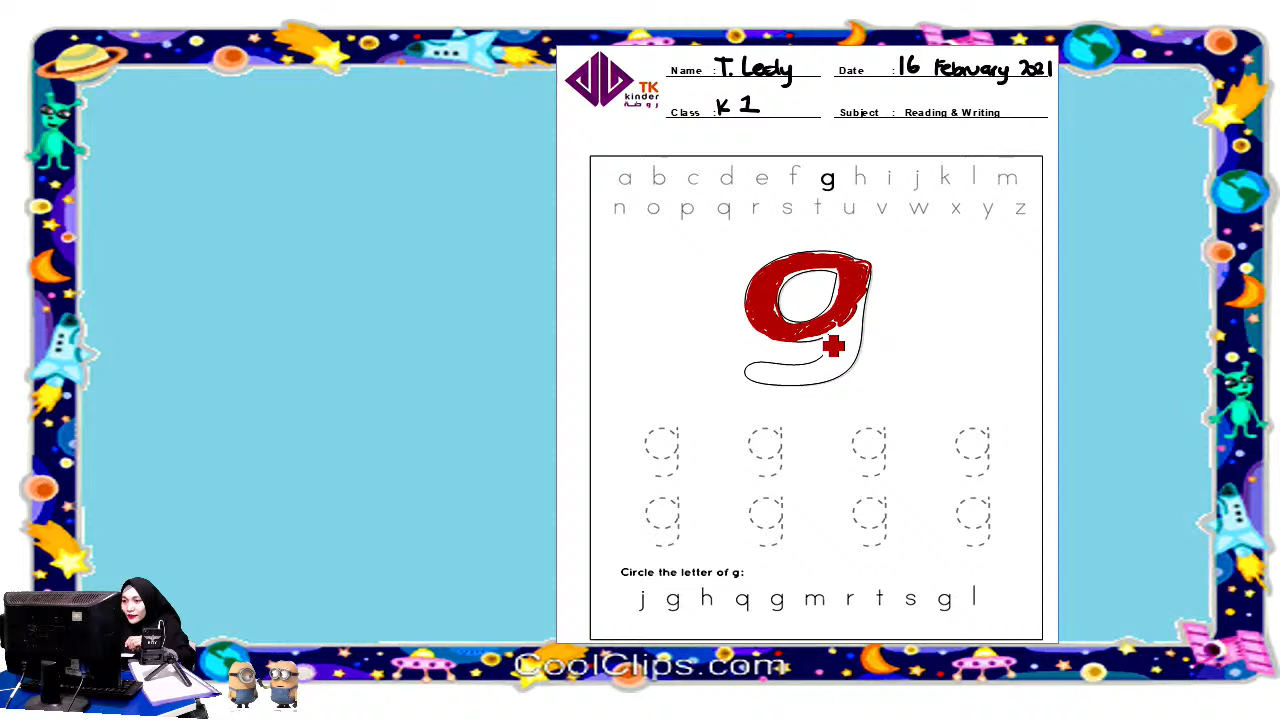 Name : T. Lody Date : 16 February 2021
TK
kinder
روضة
Class : K 1 Subject : Reading & Writing
a b c d e f g h i j k l m
n o p q r s t u v w x y z
g
g g g g
g g g g
Circle the letter of g:
j g h q g m r t s g l
CoolClips.com